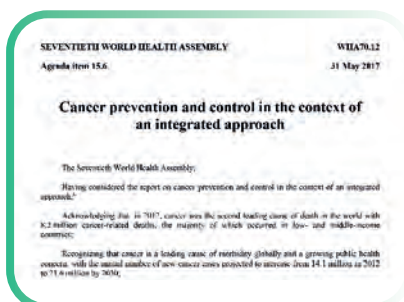 SEVENTIETH WORLD HEALTH ASSEMBLY WHA70.12
Agenda item 15.6 31 May 2017
Cancer prevention and control in the context of
an integrated approach
The Seventieth World Health Assembly,
Having considered the report on cancer prevention and control in the context of an integrated
approach,
Acknowledging that, in 2012, cancer was the second leading cause of death in the world with
8.2 million cancer-related deaths, the majority of which occurred in low- and middle-income
countries;
Recognizing that cancer is a leading cause of morbidity globally and a growing public health
concern, with the annual number of new cancer cases projected to increase from 14.1 million in 2012
to 21.6 million by 2030;